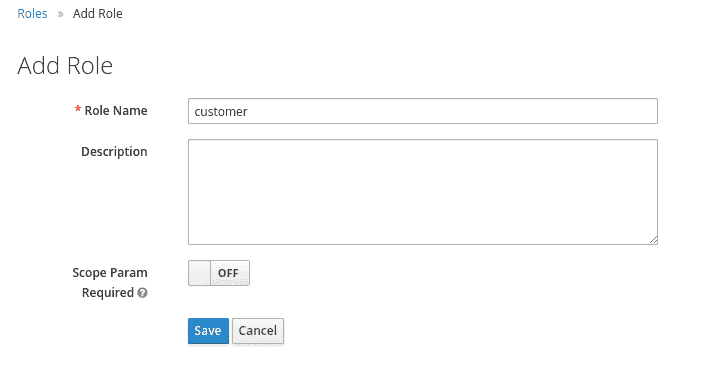 Roles » Add Role
Add Role
* Role Name customer
Description
Scope Param
Required OFF
Save Cancel